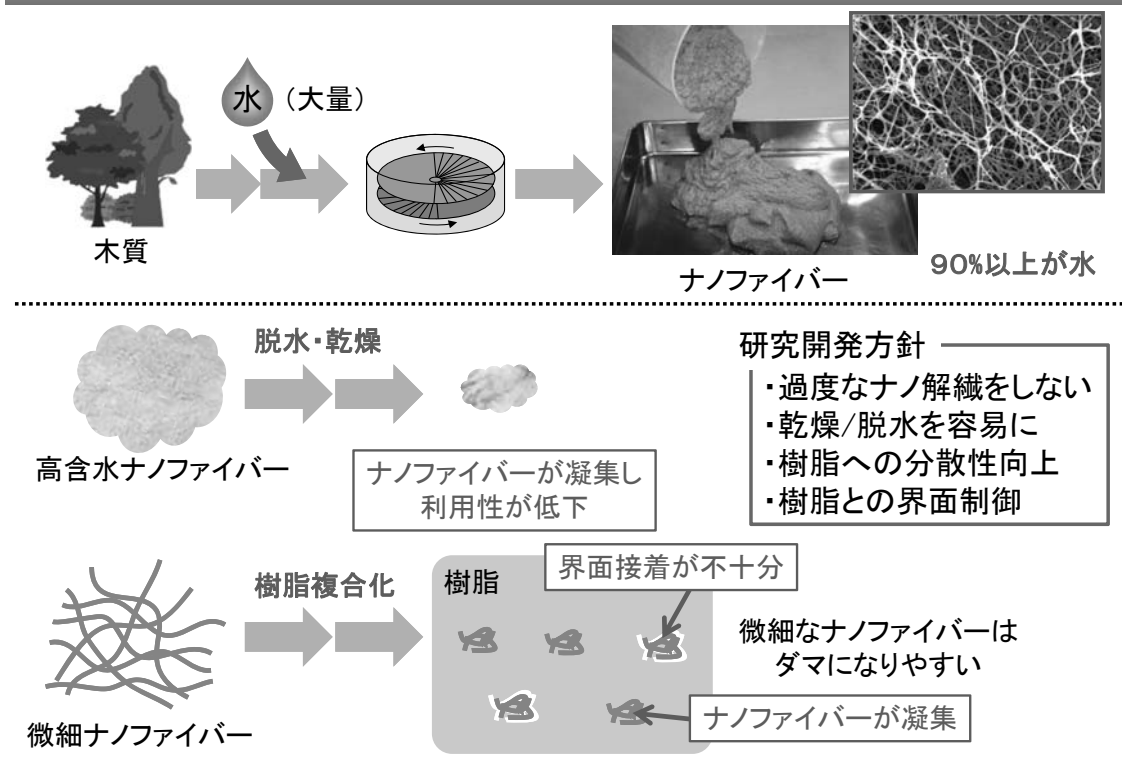 水
(大量)
木質
ナノファイバー
90%以上が水
脱水・乾燥
高含水ナノファイバー
ナノファイバーが凝集し
利用性が低下
研究開発方針
・過度なナノ解繊をしない
・乾燥/脱水を容易に
・樹脂への分散性向上
・樹脂との界面制御
樹脂複合化
微細ナノファイバー
樹脂
界面接着が不十分
微細なナノファイバーは
ダマになりやすい
ナノファイバーが凝集